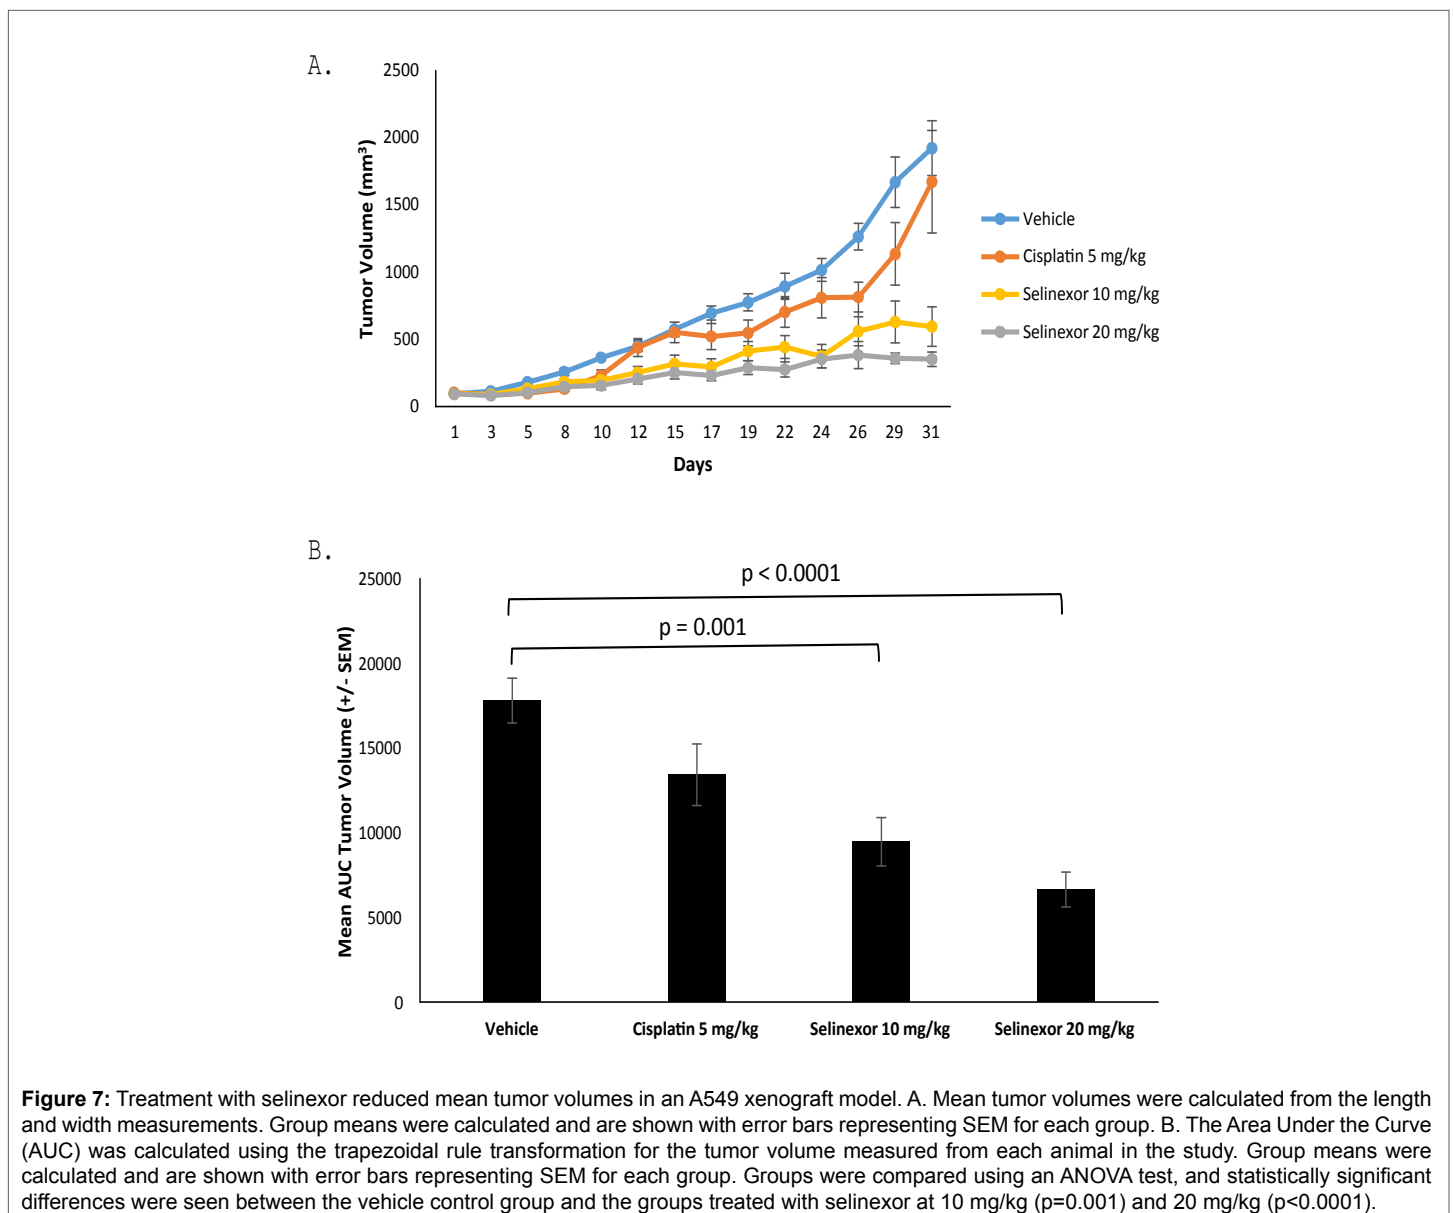 A.
2500
2000
1500
1000
500
0
Tumor Volume (mm³)
1 3 5 8 10 12 15 17 19 22 24 26 29 31
Days
Vehicle
Cisplatin 5 mg/kg
Selinexor 10 mg/kg
Selinexor 20 mg/kg
B.
25000
20000
15000
10000
5000
0
Mean AUC Tumor Volume (+/- SEM)
p < 0.0001
p = 0.001
Vehicle Cisplatin 5 mg/kg Selinexor 10 mg/kg Selinexor 20 mg/kg
Figure 7: Treatment with selinexor reduced mean tumor volumes in an A549 xenograft model. A. Mean tumor volumes were calculated from the length
and width measurements. Group means were calculated and are shown with error bars representing SEM for each group. B. The Area Under the Curve
(AUC) was calculated using the trapezoidal rule transformation for the tumor volume measured from each animal in the study. Group means were
calculated and are shown with error bars representing SEM for each group. Groups were compared using an ANOVA test, and statistically significant
differences were seen between the vehicle control group and the groups treated with selinexor at 10 mg/kg (p=0.001) and 20 mg/kg (p<0.0001).